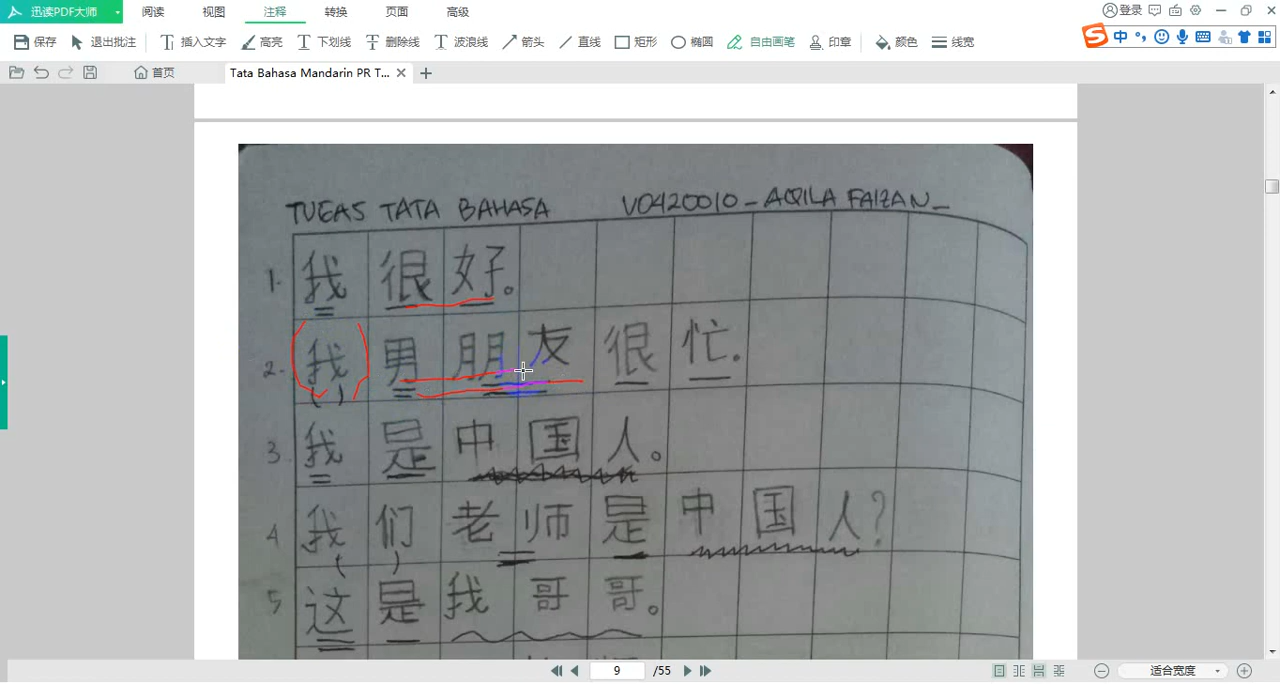 迅读PDF大师 阅读 视图 注释 转换 页面 高级 登录
保存 退出批注 插入文字 高亮 下划线 删除线 波浪线 箭头 直线 矩形 椭圆 自由画笔 印章 颜色 线宽 中
首页 Tata Bahasa Mandarin PR T...
TUGAS TATA BAHASA V0420010_AQILA FAIZAN_
1. 我很好。
2. 我男朋友很忙.
( )
3. 我是中国人。
4 我们老师是中国人?
( )
5 这是我哥哥。
9 /55 适合宽度